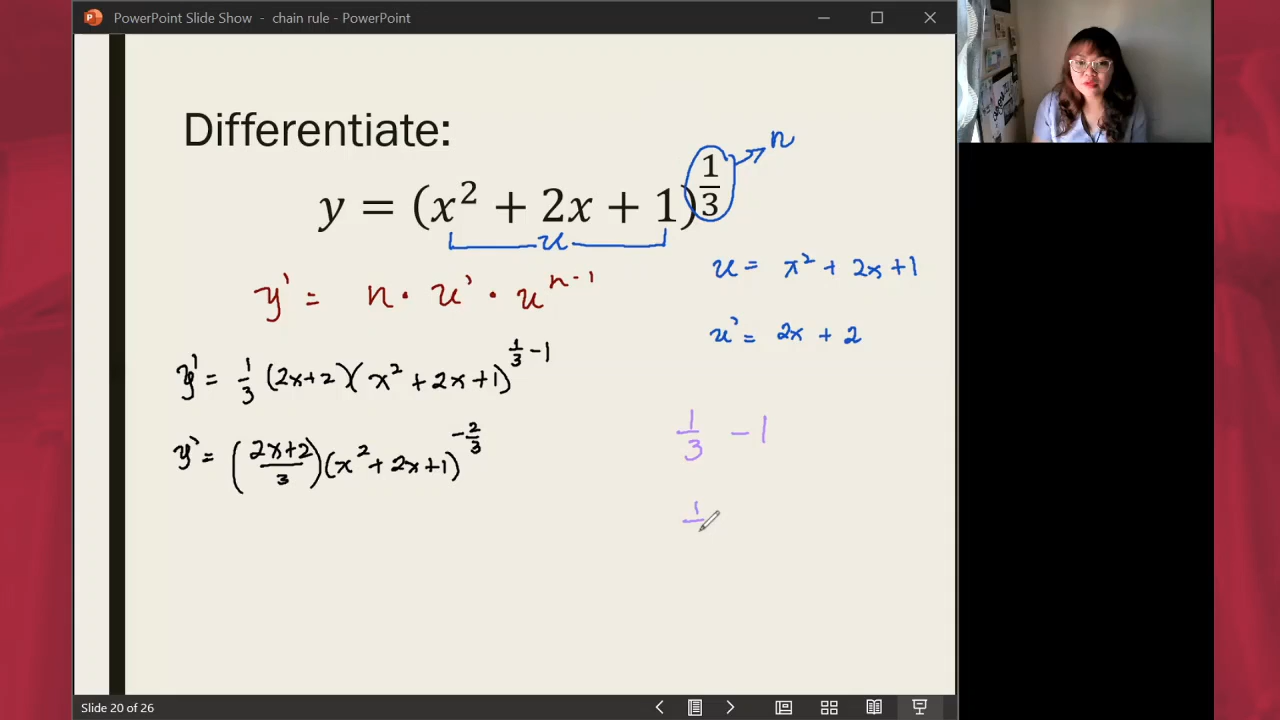 PowerPoint Slide Show - chain rule - PowerPoint
Differentiate:
y = (x² + 2x + 1)^(1/3) → n
u
u = x² + 2x + 1
y' = n · u' · u^(n-1)
u' = 2x + 2
y' = 1/3 (2x+2)(x² + 2x + 1)^(1/3 - 1)
1/3 - 1
y' = ((2x+2)/3)(x² + 2x + 1)^(-2/3)
1
Slide 20 of 26